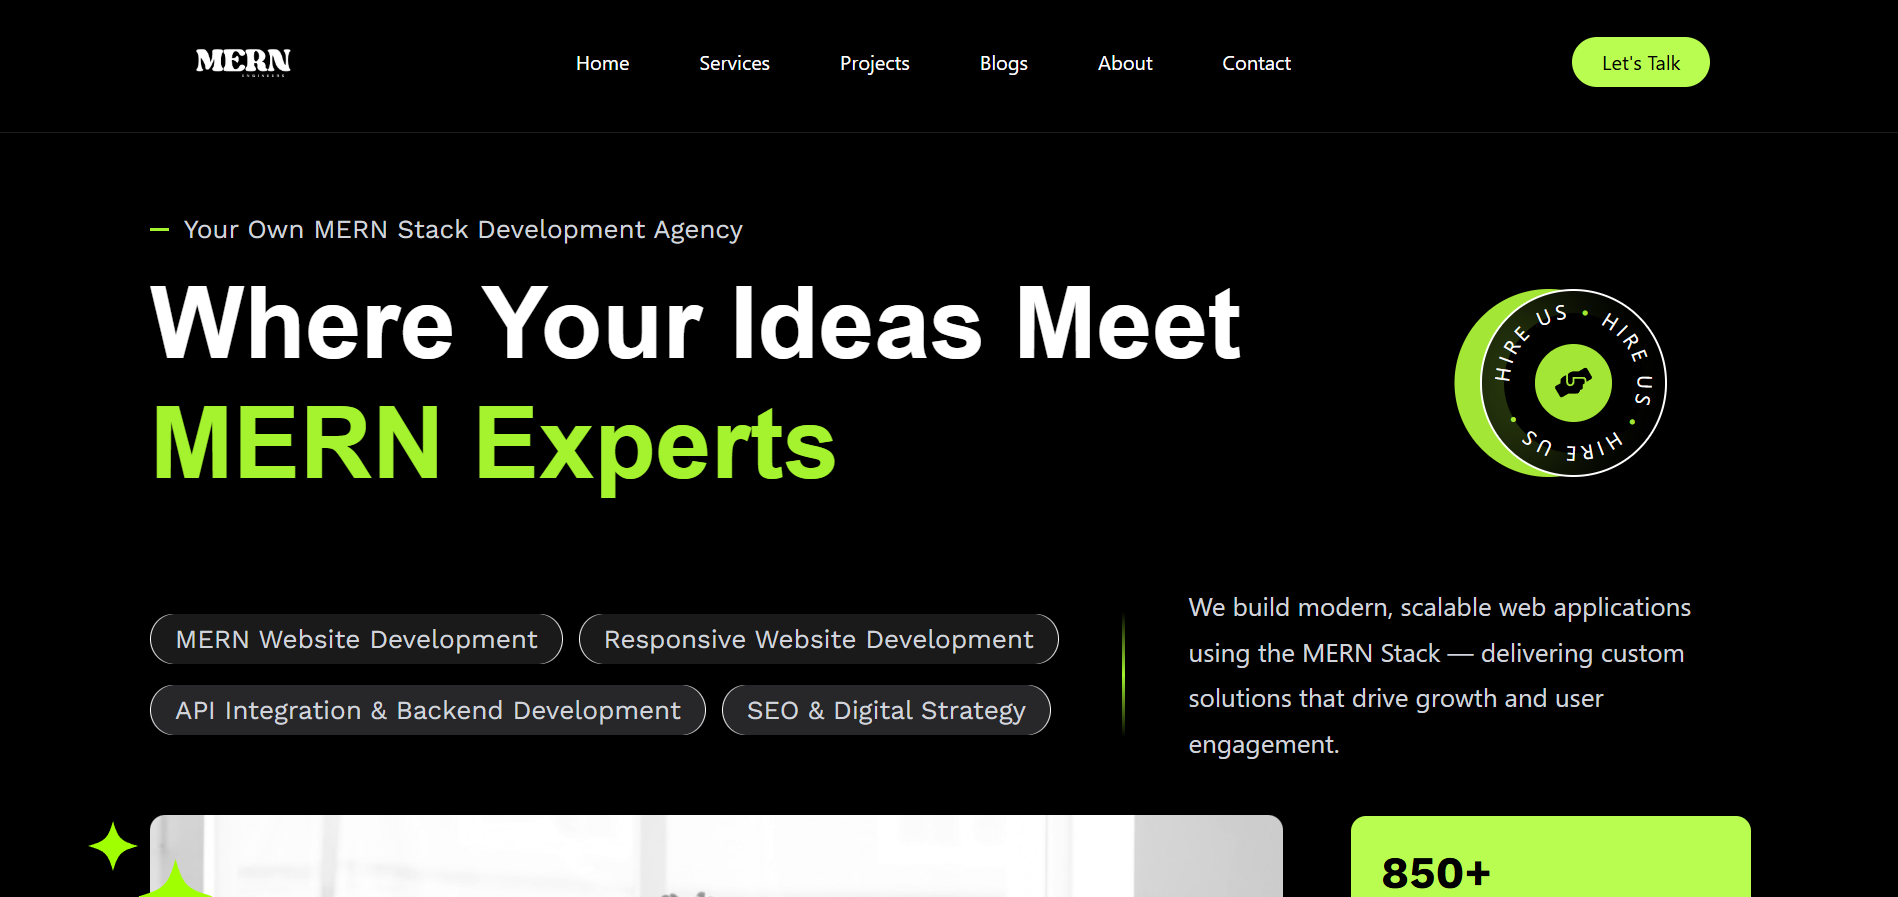 MERN
ENGINEERS
Home
Services
Projects
Blogs
About
Contact
Let's Talk
Your Own MERN Stack Development Agency
Where Your Ideas Meet
MERN Experts
HIRE US • HIRE US • HIRE US •
MERN Website Development
Responsive Website Development
API Integration & Backend Development
SEO & Digital Strategy
We build modern, scalable web applications
using the MERN Stack — delivering custom
solutions that drive growth and user
engagement.
850+